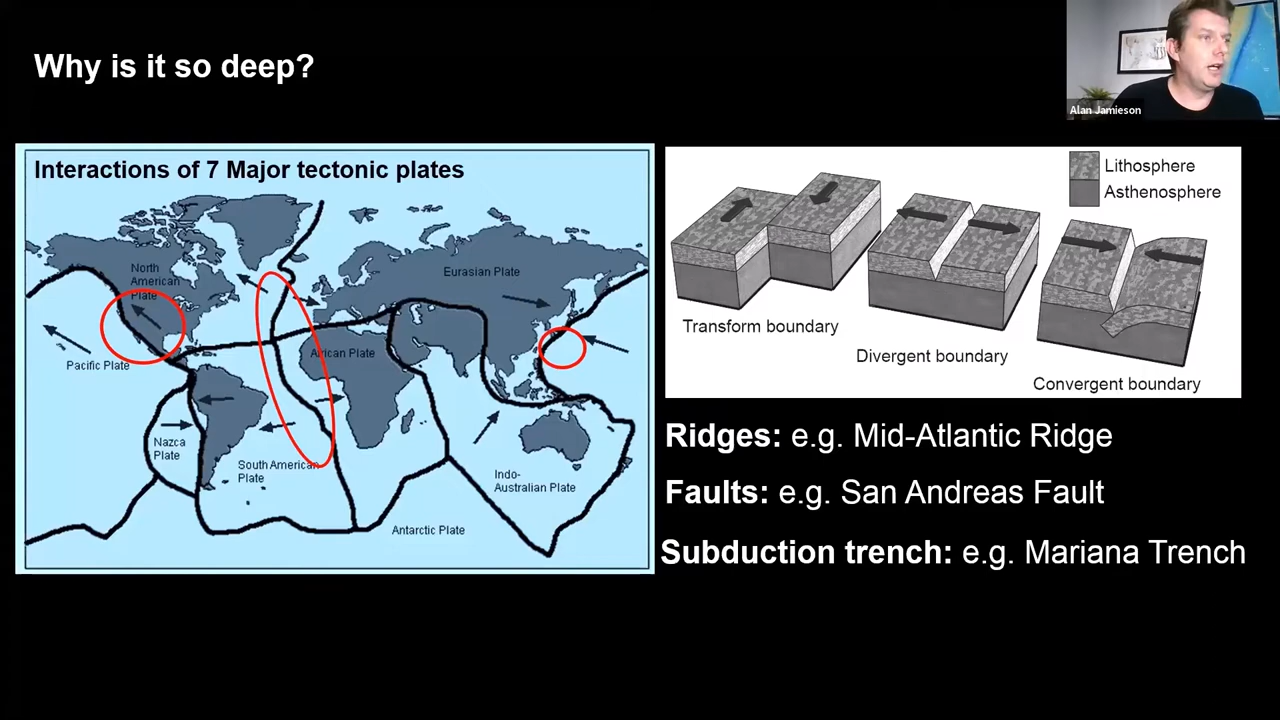 Why is it so deep?
Alan Jamieson
Interactions of 7 Major tectonic plates
North
American
Plate
Eurasian Plate
Pacific Plate
African Plate
Nazca
Plate
South American
Plate
Indo-
Australian Plate
Antarctic Plate
Lithosphere
Asthenosphere
Transform boundary
Divergent boundary
Convergent boundary
Ridges: e.g. Mid-Atlantic Ridge
Faults: e.g. San Andreas Fault
Subduction trench: e.g. Mariana Trench